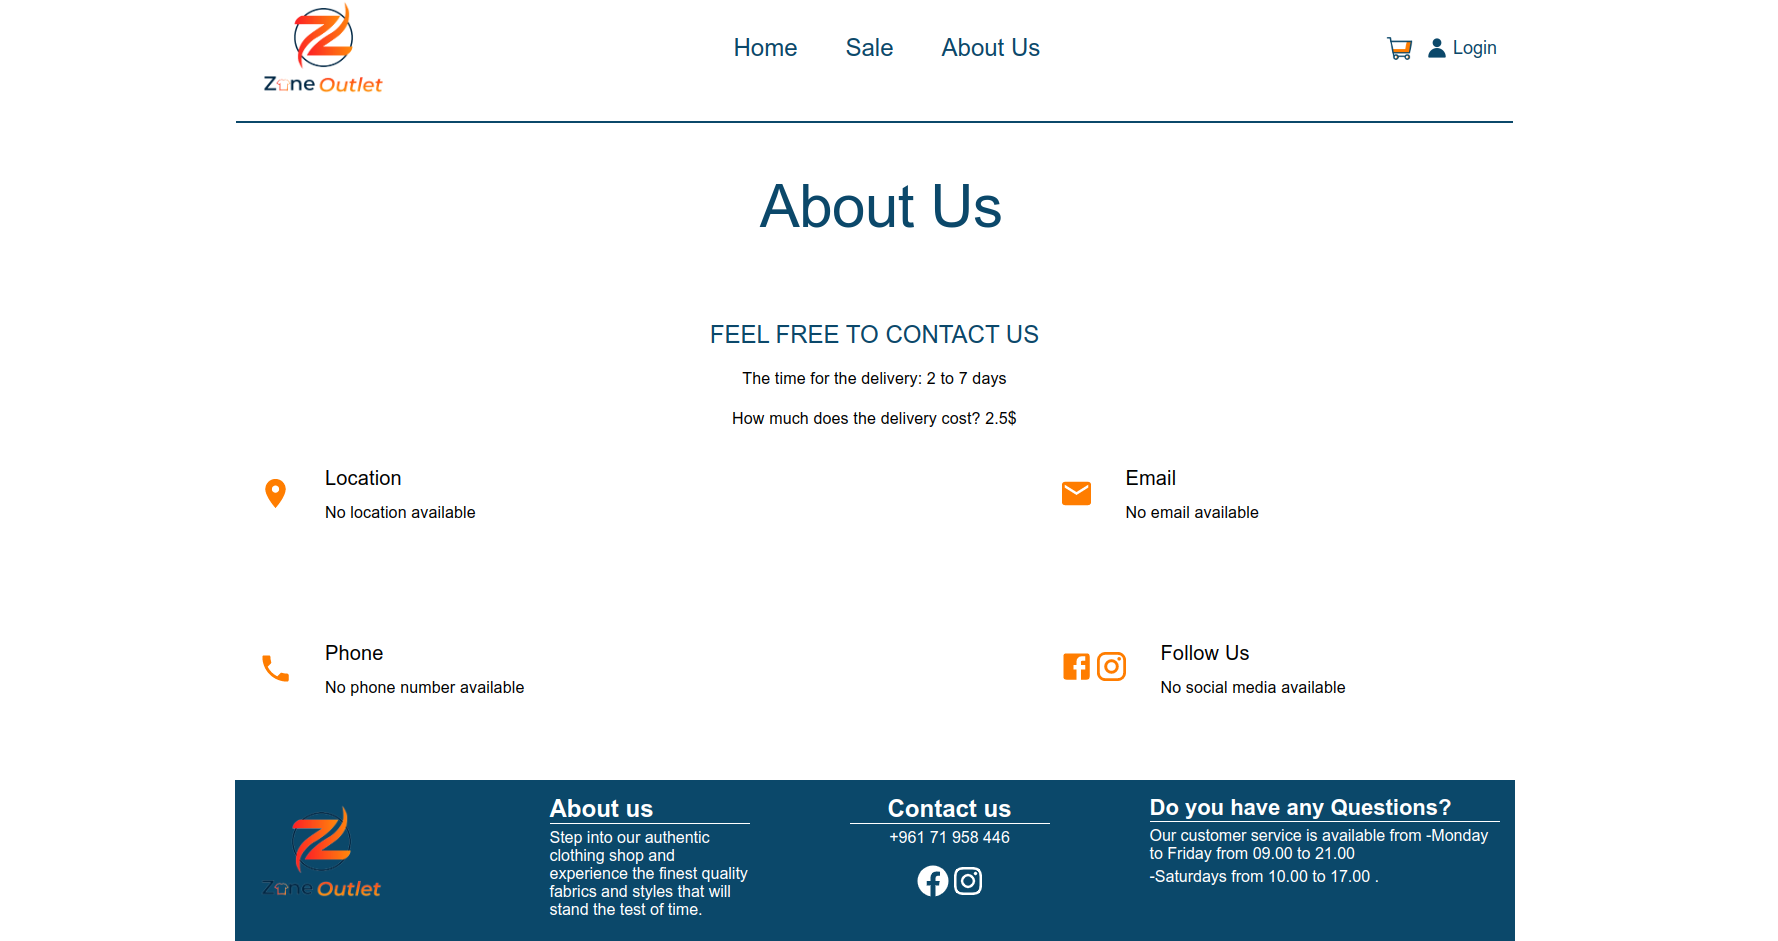 Zone Outlet
Home Sale About Us
Login
About Us
FEEL FREE TO CONTACT US
The time for the delivery: 2 to 7 days
How much does the delivery cost? 2.5$
Location
No location available
Email
No email available
Phone
No phone number available
Follow Us
No social media available
Zone Outlet
About us
Step into our authentic
clothing shop and
experience the finest quality
fabrics and styles that will
stand the test of time.
Contact us
+961 71 958 446
Do you have any Questions?
Our customer service is available from -Monday
to Friday from 09.00 to 21.00
-Saturdays from 10.00 to 17.00 .